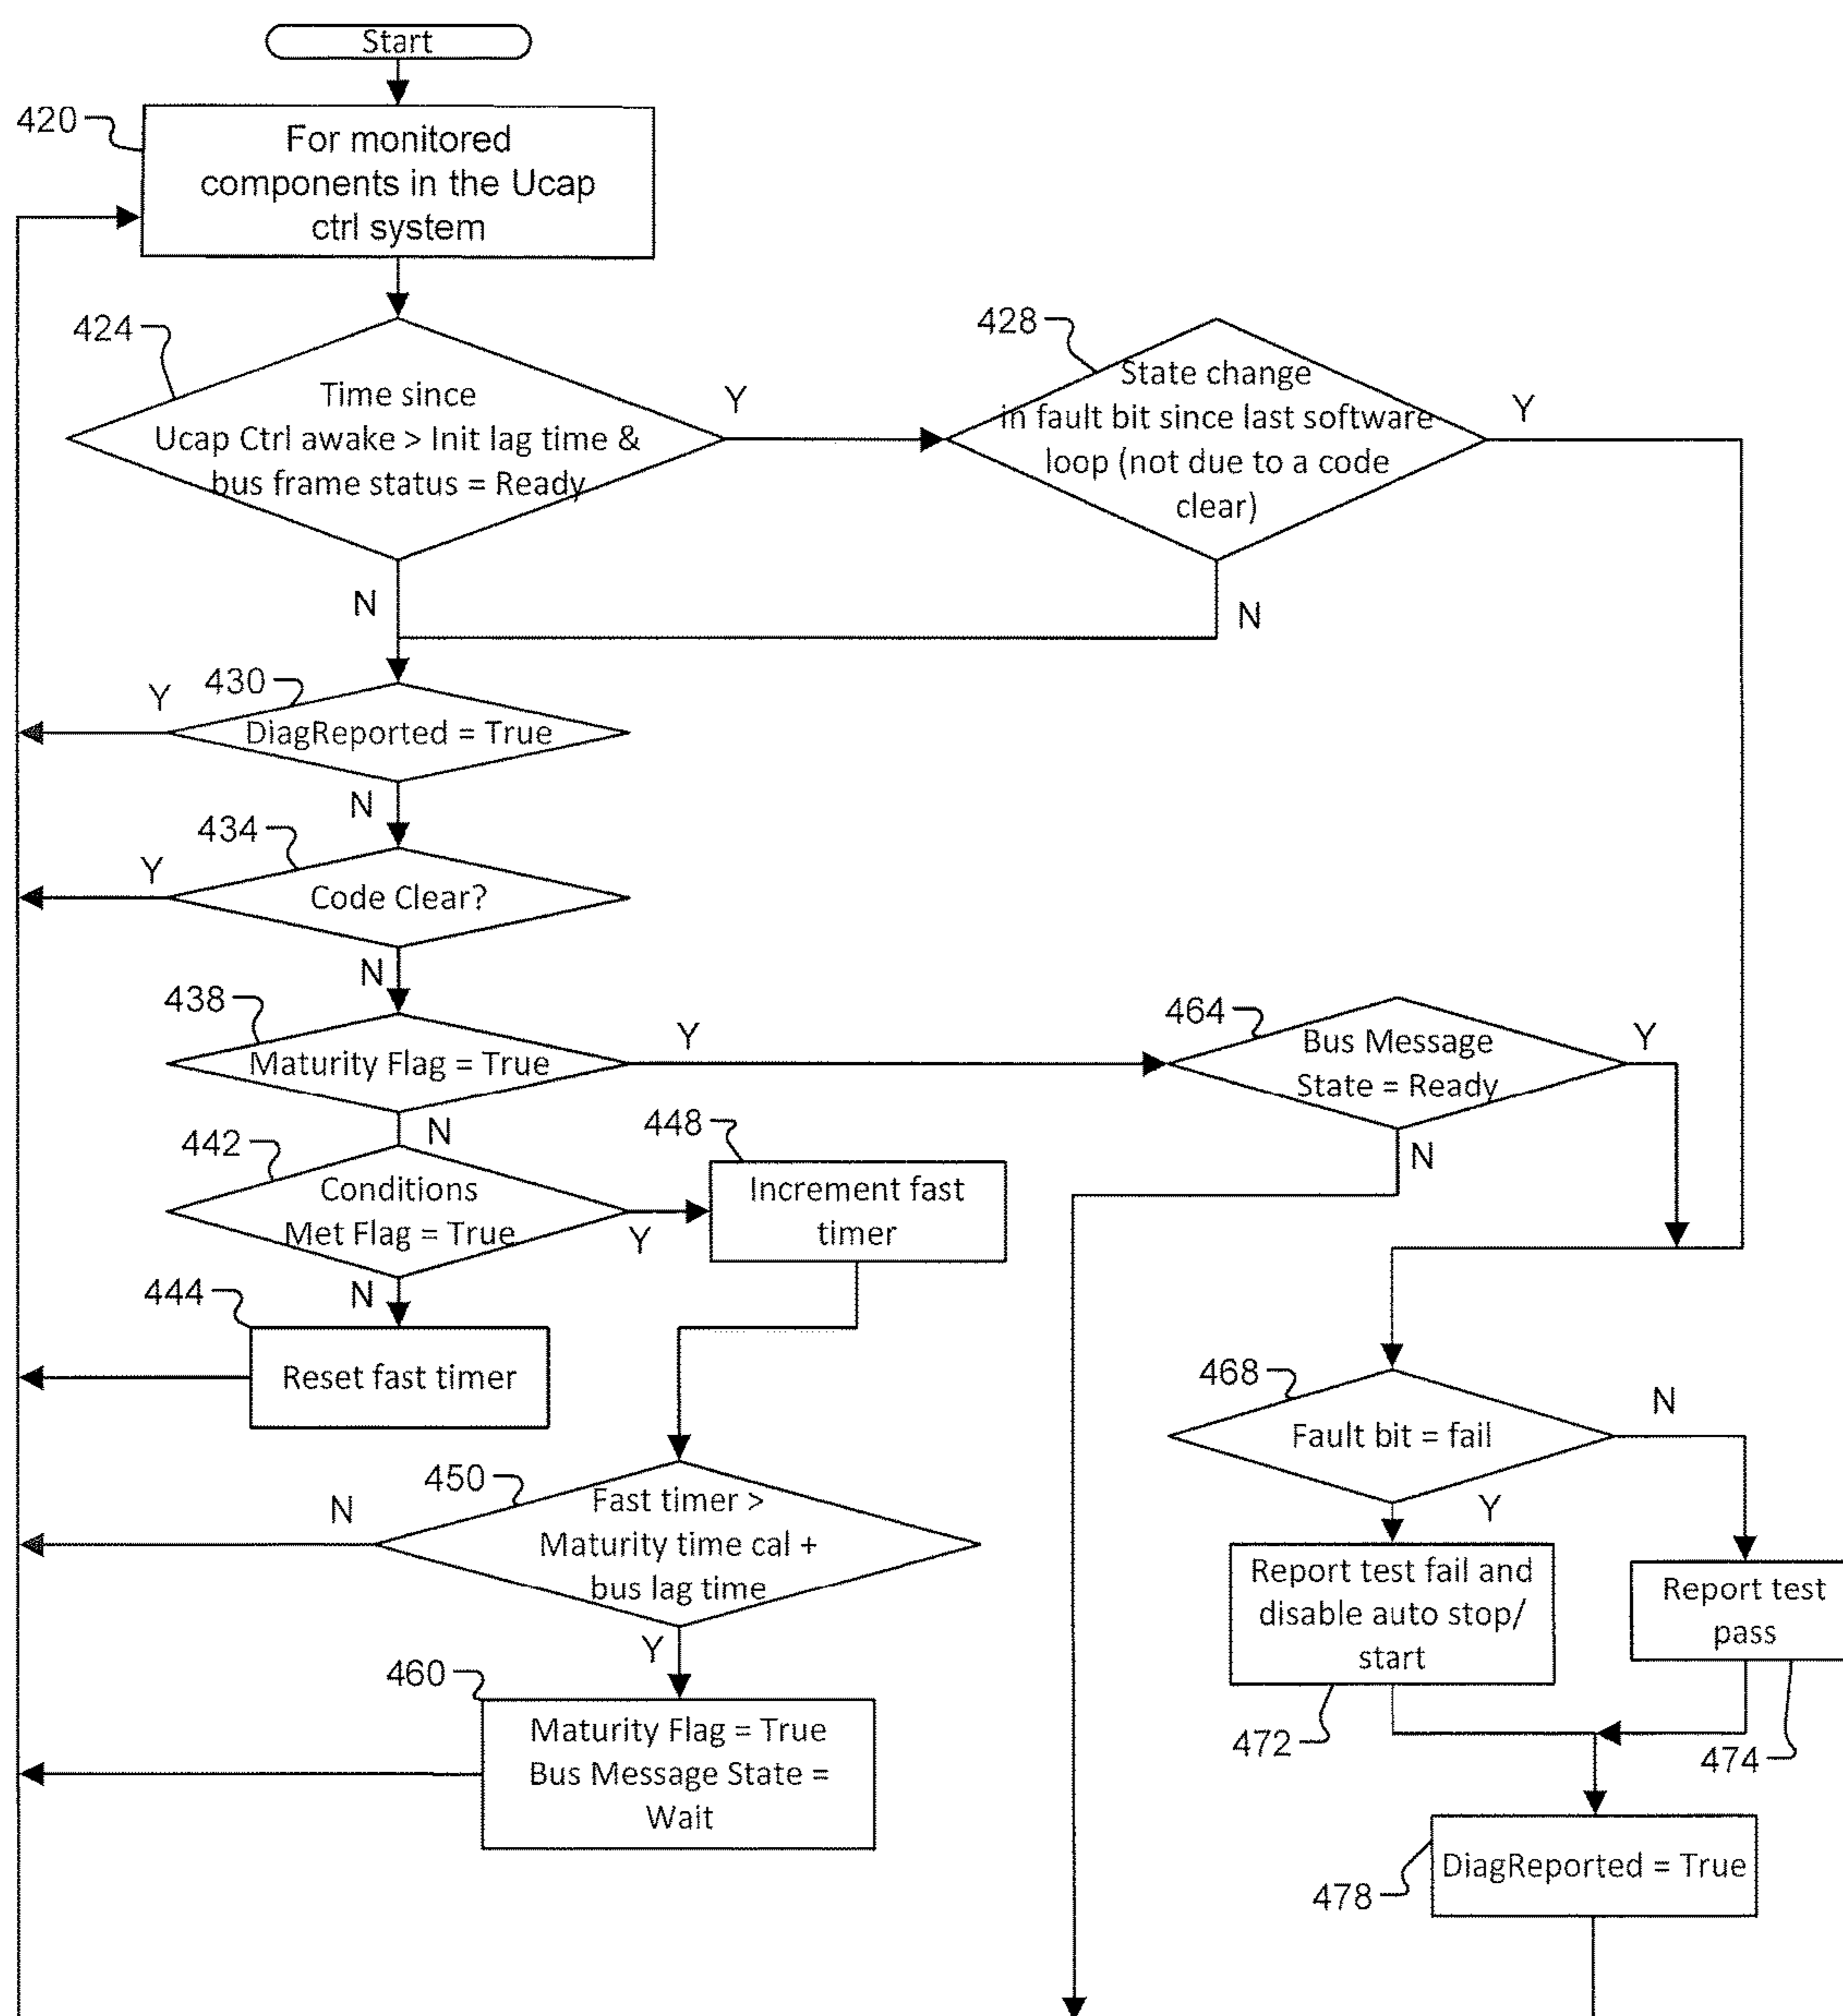 Start
420
For monitored
components in the Ucap
ctrl system
424
Time since
Ucap Ctrl awake > Init lag time &
bus frame status = Ready
Y
N
428
State change
in fault bit since last software
loop (not due to a code
clear)
Y
N
430
DiagReported = True
Y
N
434
Code Clear?
Y
N
438
Maturity Flag = True
Y
N
464
Bus Message
State = Ready
Y
N
442
Conditions
Met Flag = True
Y
N
448
Increment fast
timer
444
Reset fast timer
450
Fast timer >
Maturity time cal +
bus lag time
N
Y
460
Maturity Flag = True
Bus Message State =
Wait
468
Fault bit = fail
N
Y
Report test fail and
disable auto stop/
start
472
Report test
pass
474
DiagReported = True
478